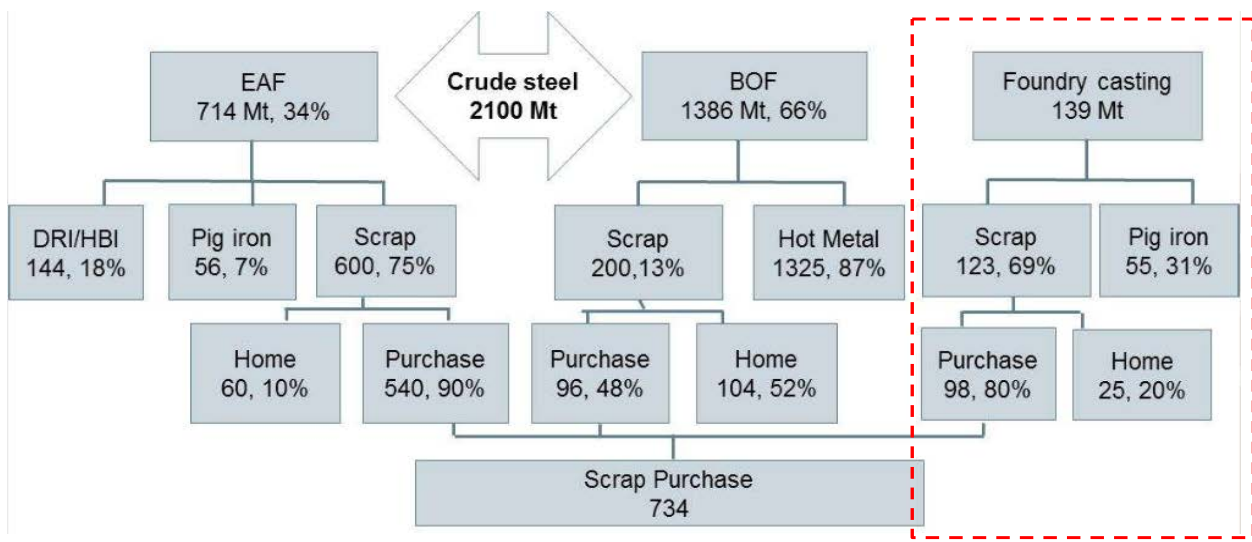 EAF
714 Mt, 34%
Crude steel
2100 Mt
BOF
1386 Mt, 66%
Foundry casting
139 Mt
DRI/HBI
144, 18%
Pig iron
56, 7%
Scrap
600, 75%
Scrap
200,13%
Hot Metal
1325, 87%
Scrap
123, 69%
Pig iron
55, 31%
Home
60, 10%
Purchase
540, 90%
Purchase
96, 48%
Home
104, 52%
Purchase
98, 80%
Home
25, 20%
Scrap Purchase
734